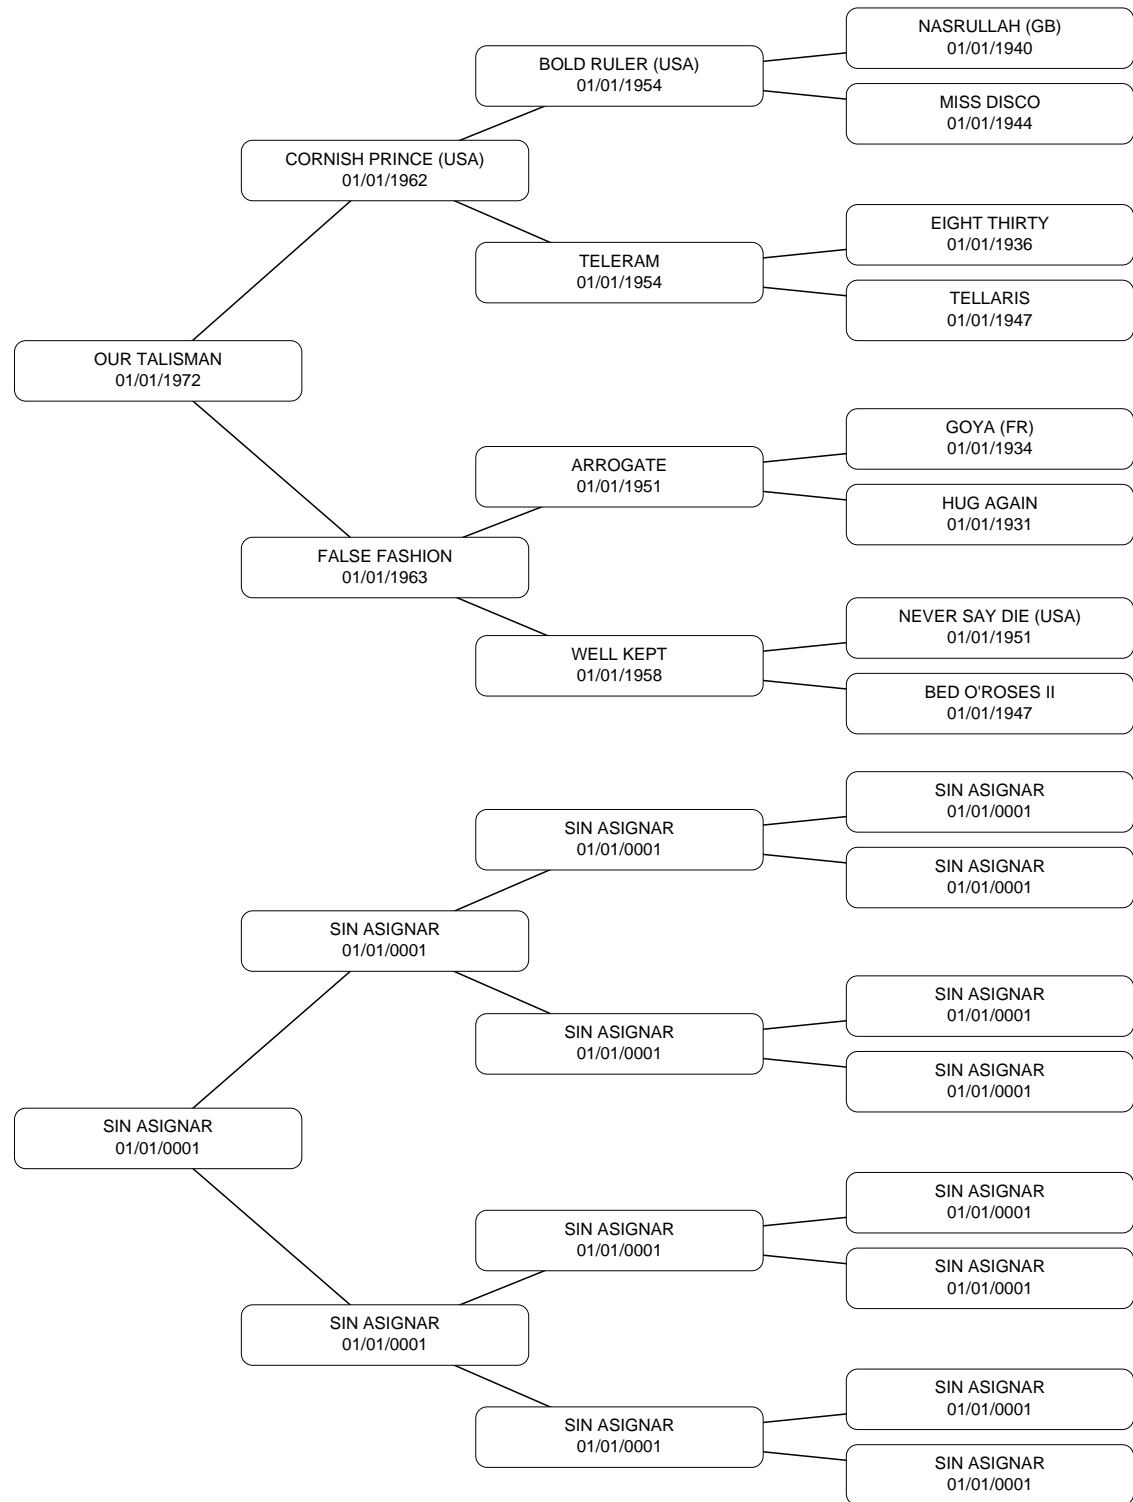 NASRULLAH (GB)
01/01/1940
BOLD RULER (USA)
01/01/1954
MISS DISCO
01/01/1944
CORNISH PRINCE (USA)
01/01/1962
EIGHT THIRTY
01/01/1936
TELERAM
01/01/1954
TELLARIS
01/01/1947
OUR TALISMAN
01/01/1972
GOYA (FR)
01/01/1934
ARROGATE
01/01/1951
HUG AGAIN
01/01/1931
FALSE FASHION
01/01/1963
NEVER SAY DIE (USA)
01/01/1951
WELL KEPT
01/01/1958
BED O'ROSES II
01/01/1947
SIN ASIGNAR
01/01/0001
SIN ASIGNAR
01/01/0001
SIN ASIGNAR
01/01/0001
SIN ASIGNAR
01/01/0001
SIN ASIGNAR
01/01/0001
SIN ASIGNAR
01/01/0001
SIN ASIGNAR
01/01/0001
SIN ASIGNAR
01/01/0001
SIN ASIGNAR
01/01/0001
SIN ASIGNAR
01/01/0001
SIN ASIGNAR
01/01/0001
SIN ASIGNAR
01/01/0001
SIN ASIGNAR
01/01/0001
SIN ASIGNAR
01/01/0001
SIN ASIGNAR
01/01/0001